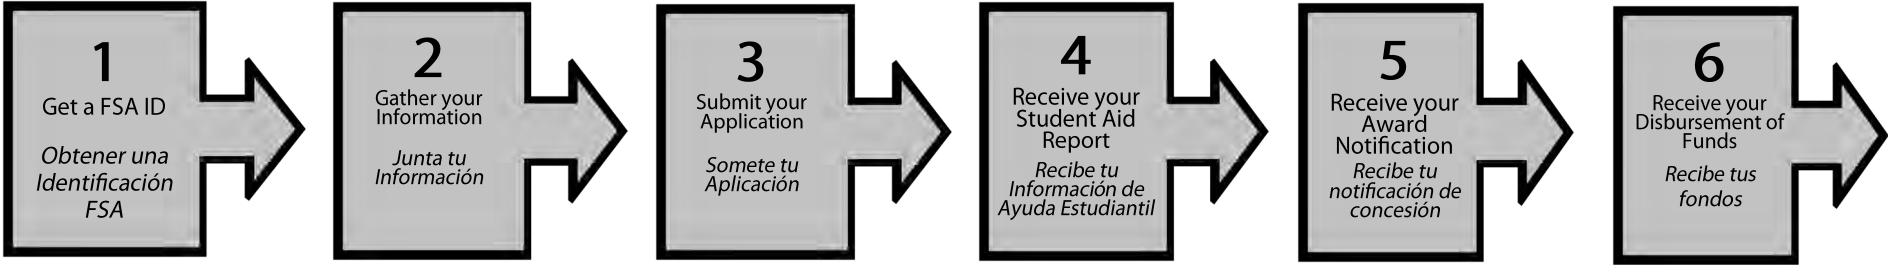 1
Get a FSA ID
Obtener una
Identificación
FSA
2
Gather your
Information
Junta tu
Información
3
Submit your
Application
Somete tu
Aplicación
4
Receive your
Student Aid
Report
Recibe tu
Información de
Ayuda Estudiantil
5
Receive your
Award
Notification
Recibe tu
notificación de
concesión
6
Receive your
Disbursement of
Funds
Recibe tus
fondos